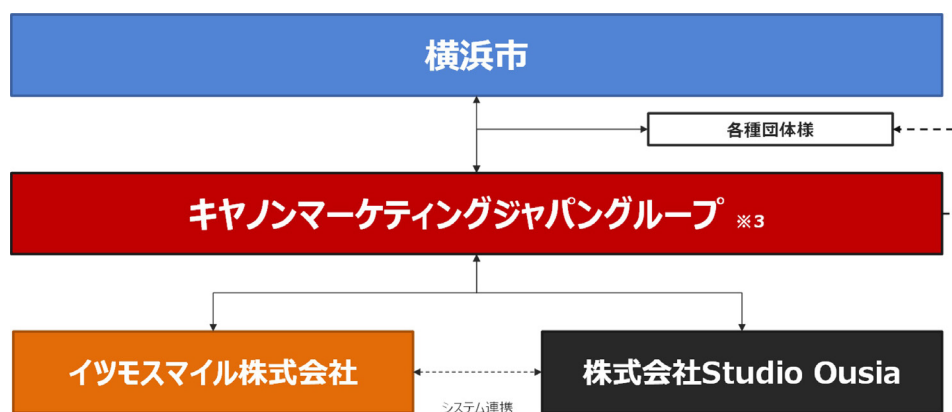 横浜市
各種団体様
キヤノンマーケティングジャパングループ ※3
イツモスマイル株式会社
株式会社Studio Ousia
システム連携